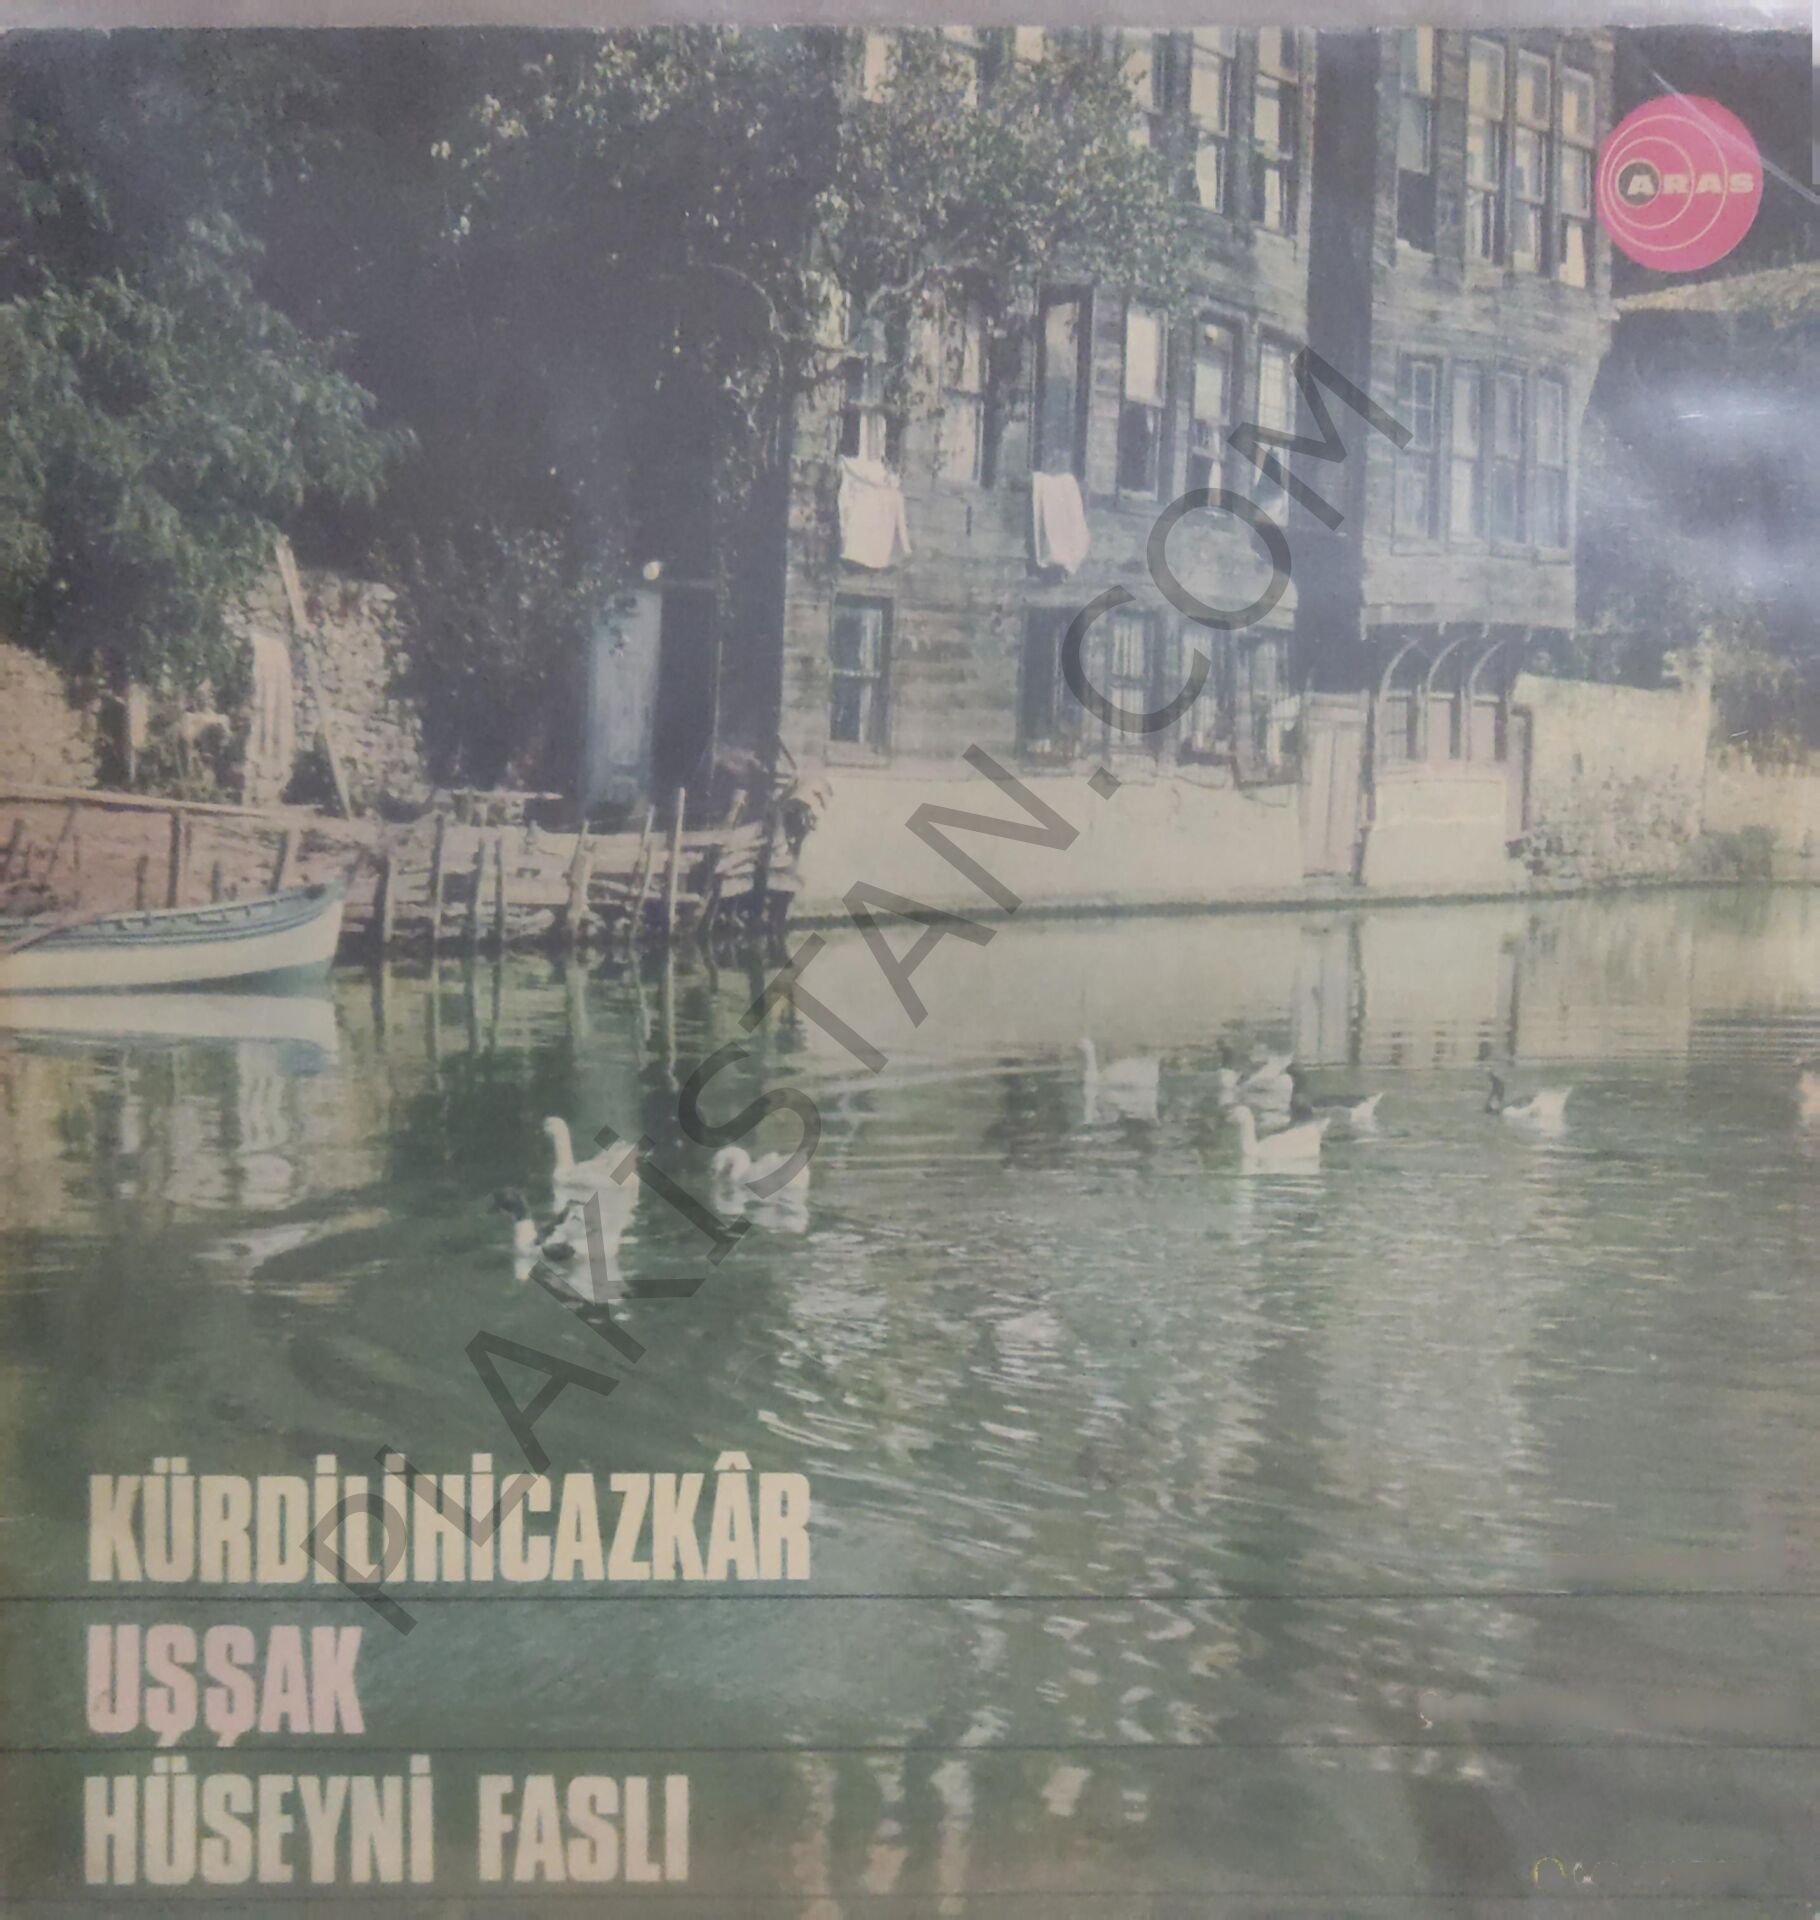 ARAS
PLAKİSTAN.COM
KÜRDİLİHİCAZKÂR
UŞŞAK
HÜSEYNİ FASLI